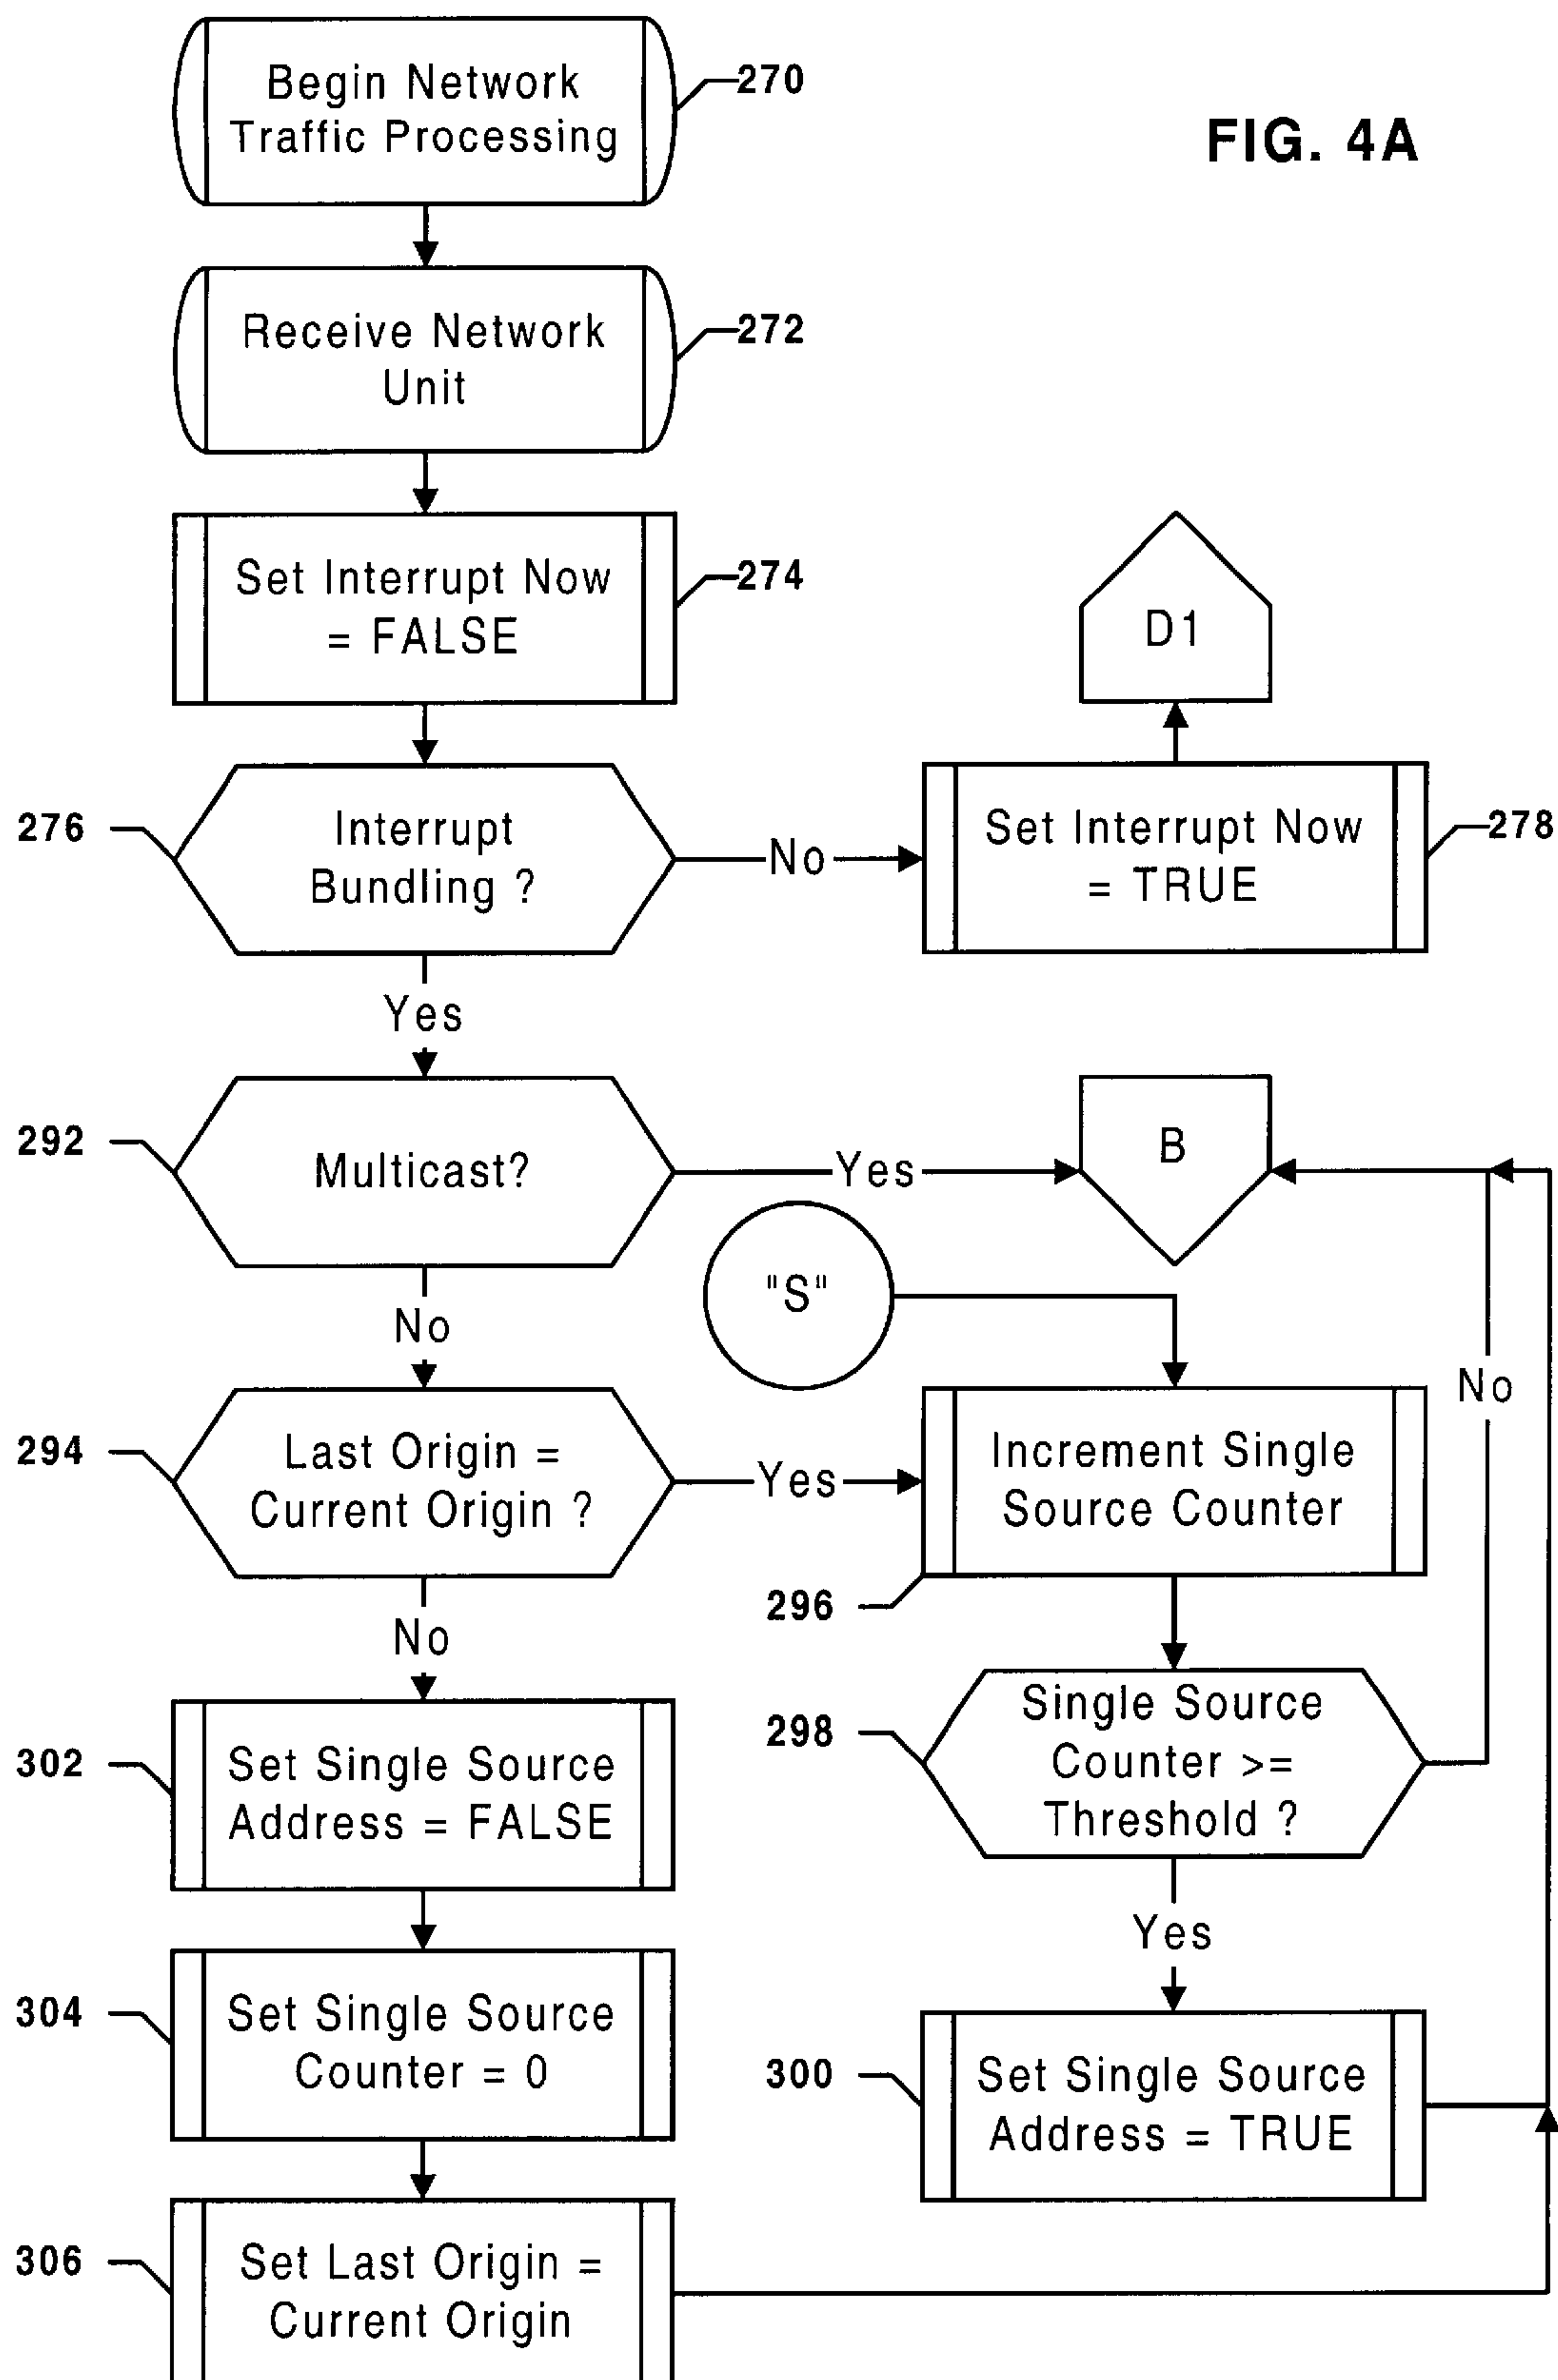 FIG. 4A
Begin Network
Traffic Processing
270
Receive Network
Unit
272
Set Interrupt Now
= FALSE
274
D1
276
Interrupt
Bundling ?
No
Set Interrupt Now
= TRUE
278
Yes
292
Multicast?
Yes
B
"S"
No
No
294
Last Origin =
Current Origin ?
Yes
Increment Single
Source Counter
296
No
298
Single Source
Counter >=
Threshold ?
302
Set Single Source
Address = FALSE
Yes
304
Set Single Source
Counter = 0
300
Set Single Source
Address = TRUE
306
Set Last Origin =
Current Origin